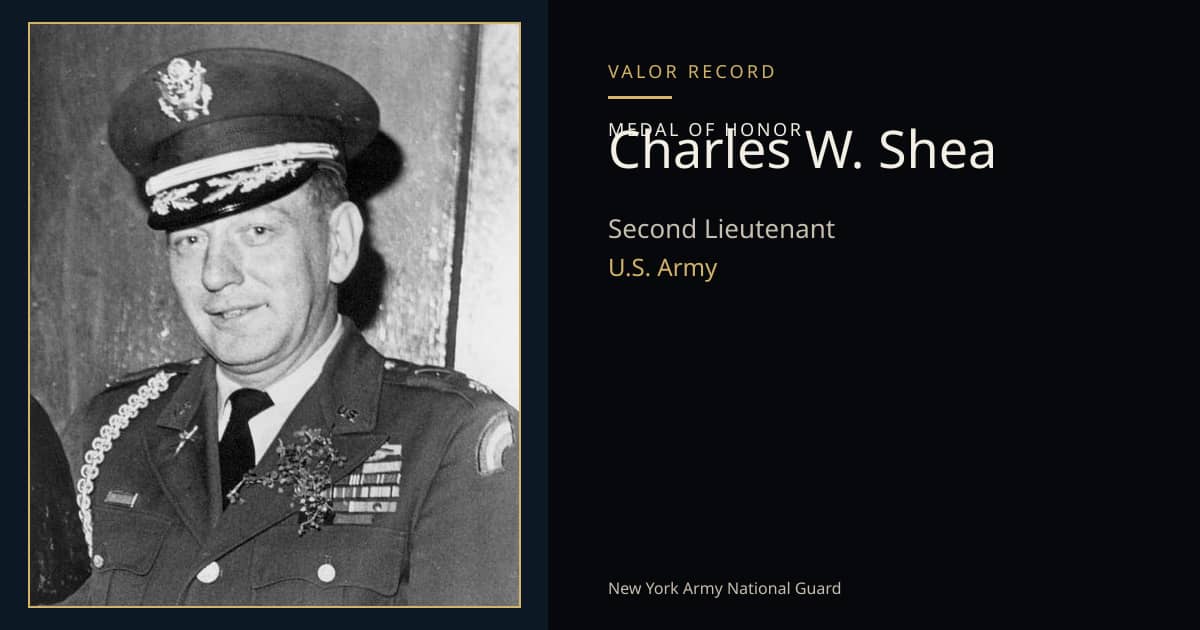 VALOR RECORD
MEDAL OF HONOR
Charles W. Shea
Second Lieutenant
U.S. Army
New York Army National Guard